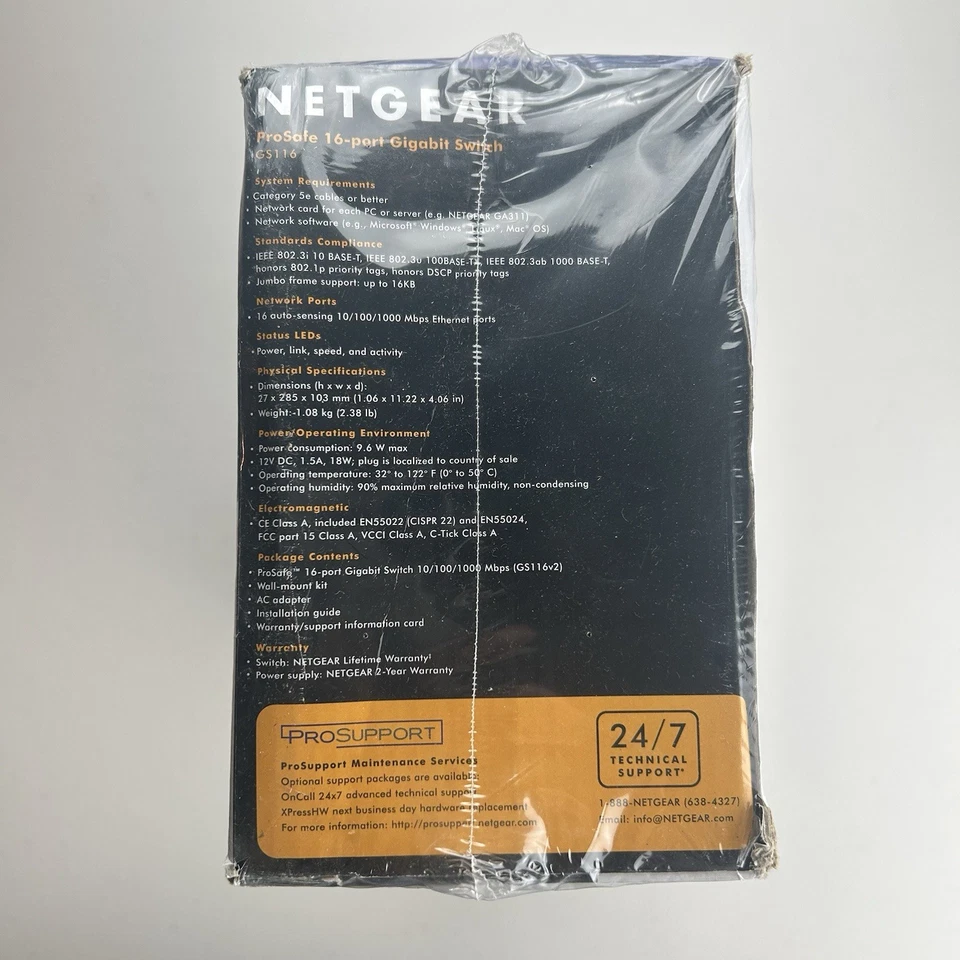 NETGEAR
ProSafe 16-port Gigabit Switch
GS116
System Requirements
• Category 5e cables or better
• Network card for each PC or server (e.g. NETGEAR GA311)
• Network software (e.g., Microsoft® Windows®, Linux®, Mac® OS)
Standards Compliance
• IEEE 802.3i 10 BASE-T, IEEE 802.3u 100BASE-TX, IEEE 802.3ab 1000 BASE-T,
honors 802.1p priority tags, honors DSCP priority tags
• Jumbo frame support: up to 16KB
Network Ports
• 16 auto-sensing 10/100/1000 Mbps Ethernet ports
Status LEDs
• Power, link, speed, and activity
Physical Specifications
• Dimensions (h x w x d):
27 x 285 x 103 mm (1.06 x 11.22 x 4.06 in)
• Weight:-1.08 kg (2.38 lb)
Power/Operating Environment
• Power consumption: 9.6 W max
• 12V DC, 1.5A, 18W; plug is localized to country of sale
• Operating temperature: 32° to 122° F (0° to 50° C)
• Operating humidity: 90% maximum relative humidity, non-condensing
Electromagnetic
• CE Class A, included EN55022 (CISPR 22) and EN55024,
FCC part 15 Class A, VCCI Class A, C-Tick Class A
Package Contents
• ProSafe™ 16-port Gigabit Switch 10/100/1000 Mbps (GS116v2)
• Wall-mount kit
• AC adapter
• Installation guide
• Warranty/support information card
Warranty
• Switch: NETGEAR Lifetime Warranty†
• Power supply: NETGEAR 2-Year Warranty
PROSUPPORT
ProSupport Maintenance Services
Optional support packages are available:
OnCall 24x7 advanced technical support
XPressHW next business day hardware replacement
For more information: http://prosupport.netgear.com
24/7
TECHNICAL
SUPPORT*
1-888-NETGEAR (638-4327)
Email: info@NETGEAR.com